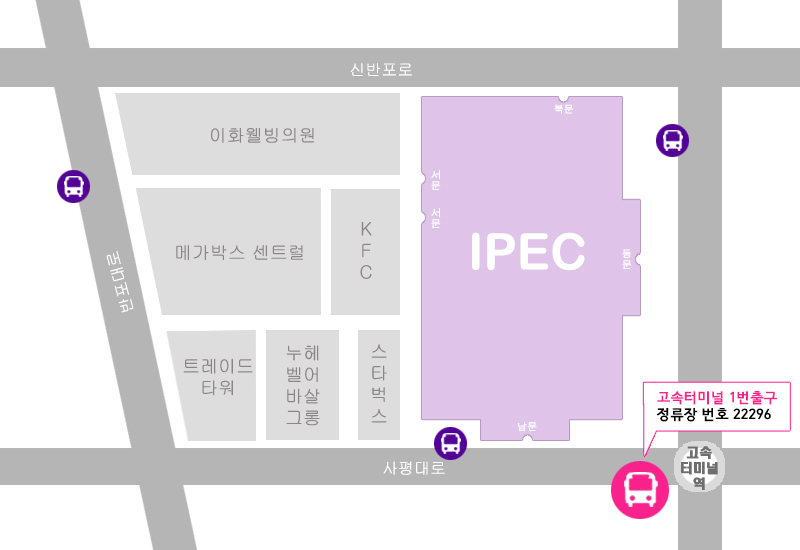 신반포로
이화웰빙의원
북문
서문
서문
메가박스 센트럴
KFC
IPEC
동문
남포대로
트레이드
타워
누벨바그
헤어살롱
스타벅스
남문
고속터미널 1번출구
정류장 번호 22296
사평대로
고속
터미널
역